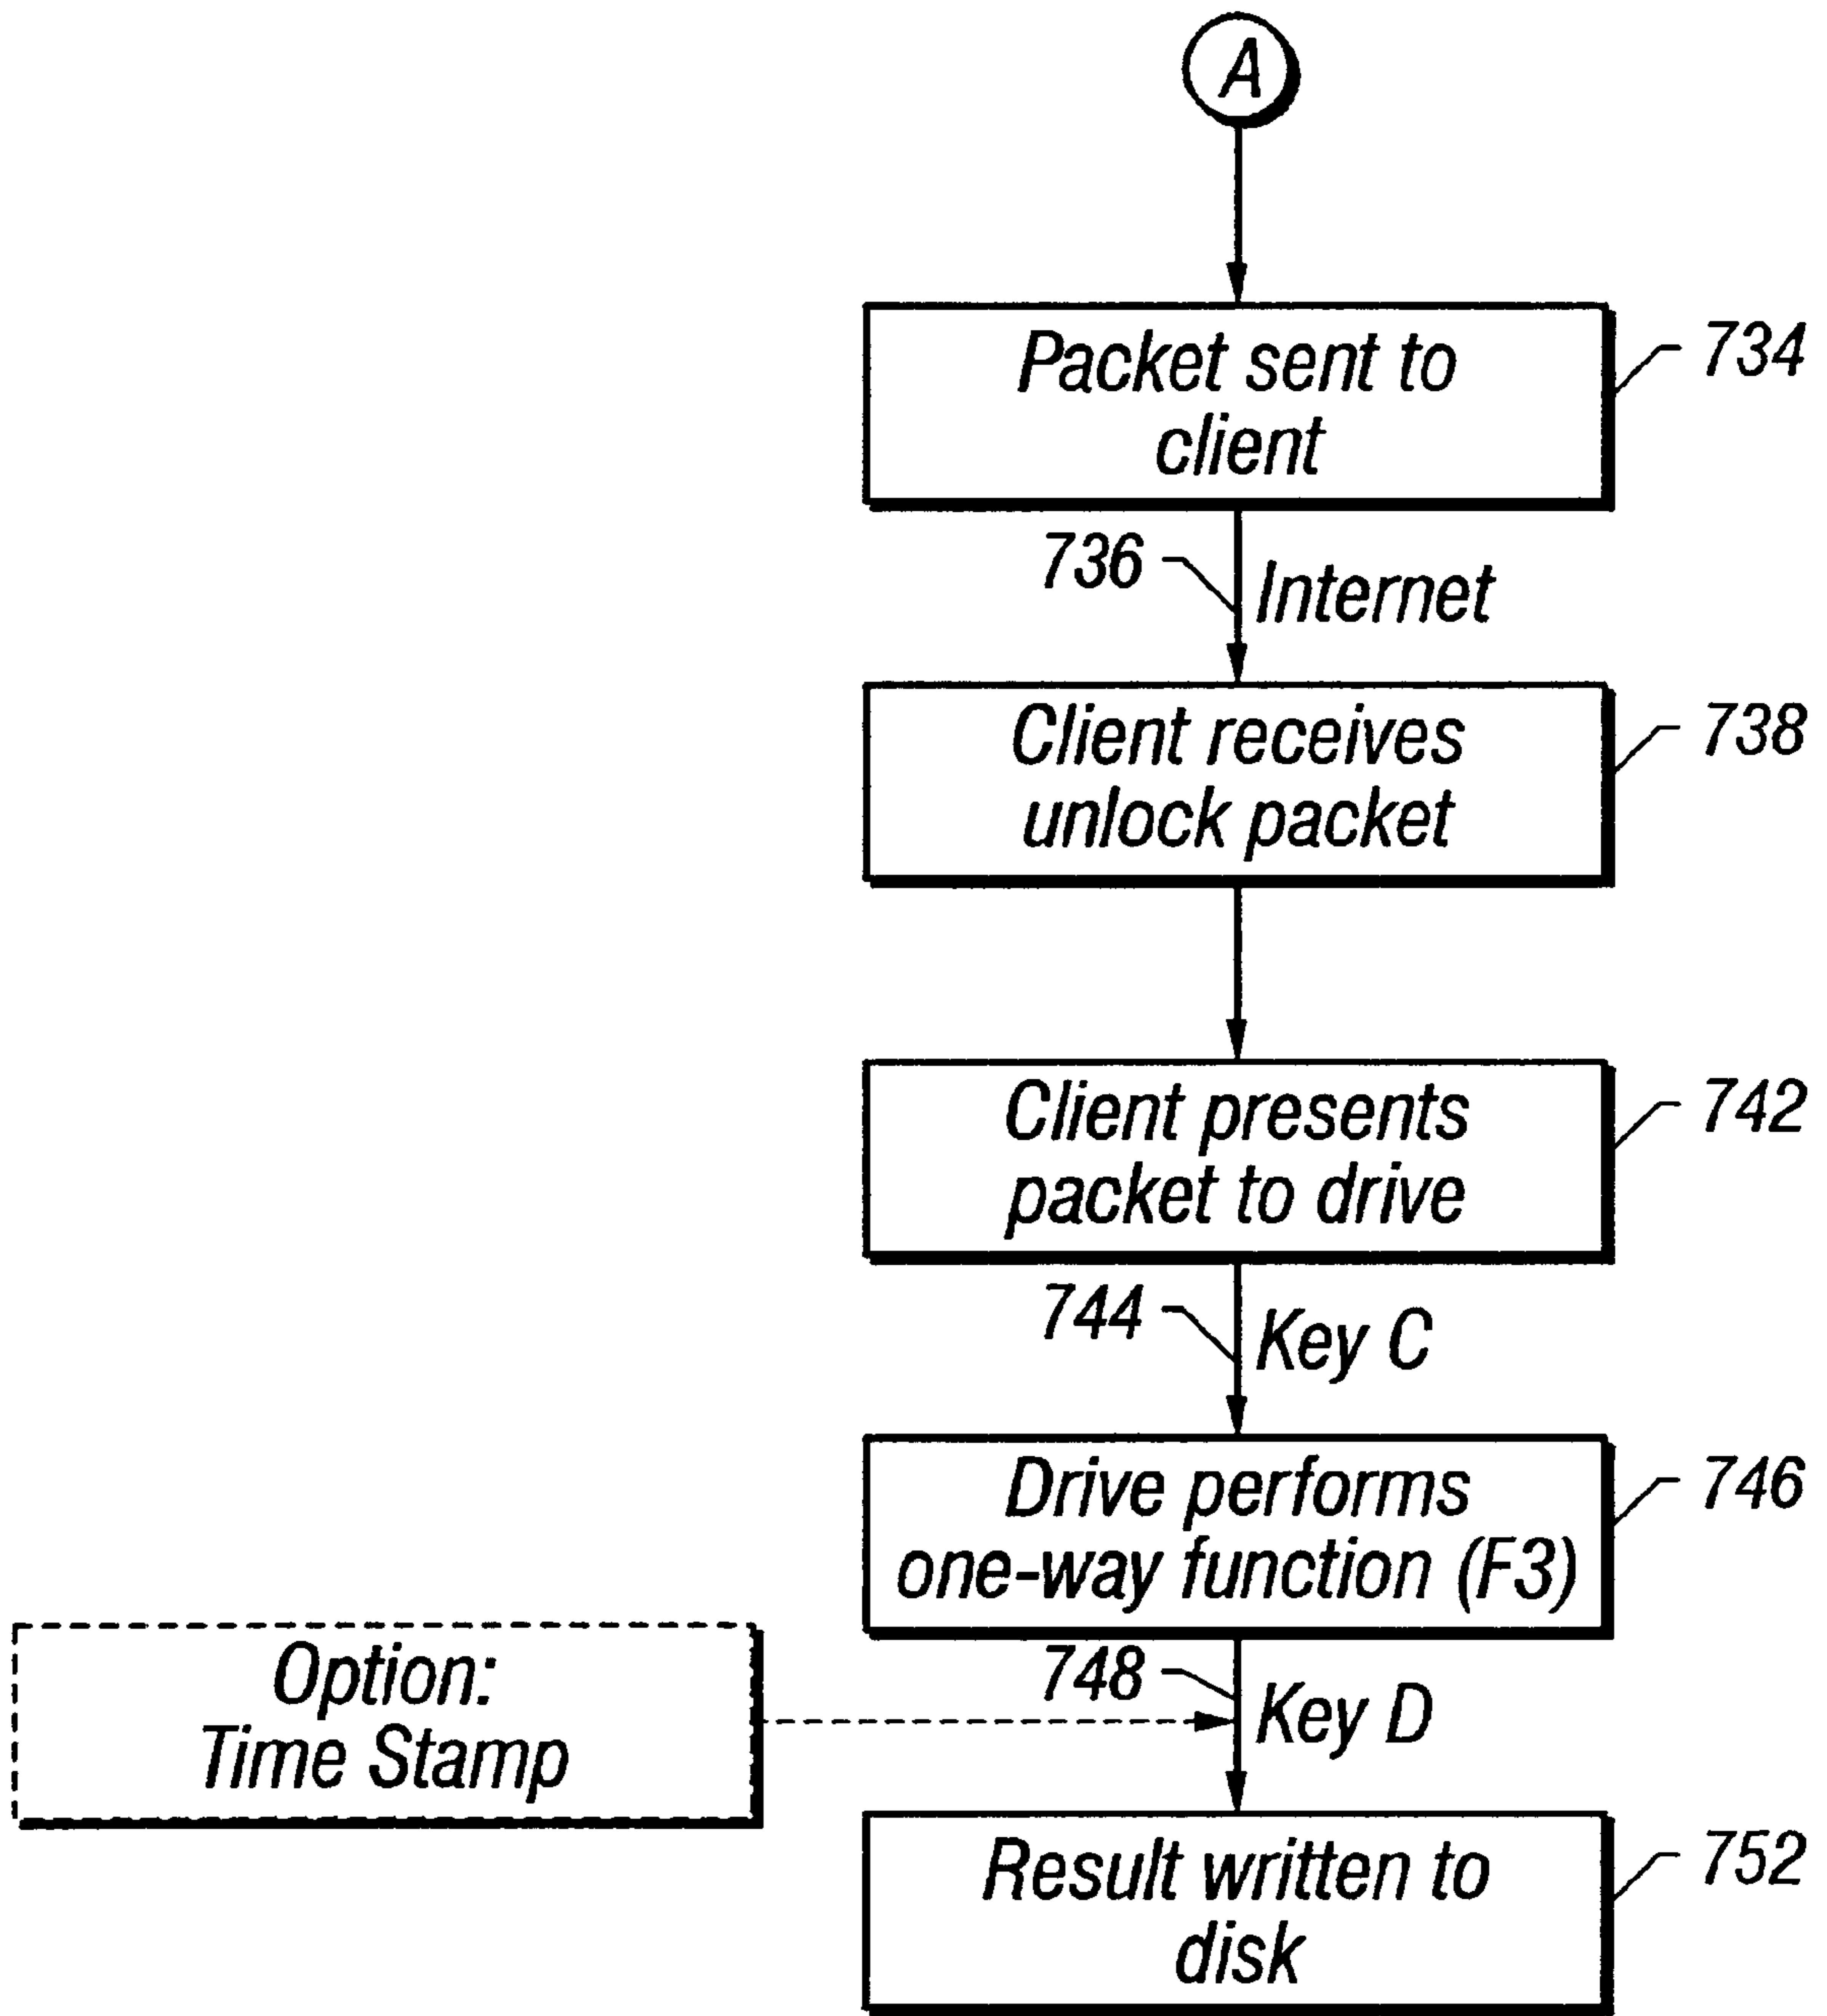 A
Packet sent to
client
734
736
Internet
Client receives
unlock packet
738
Client presents
packet to drive
742
744
Key C
Drive performs
one-way function (F3)
746
Option:
Time Stamp
748
Key D
Result written to
disk
752